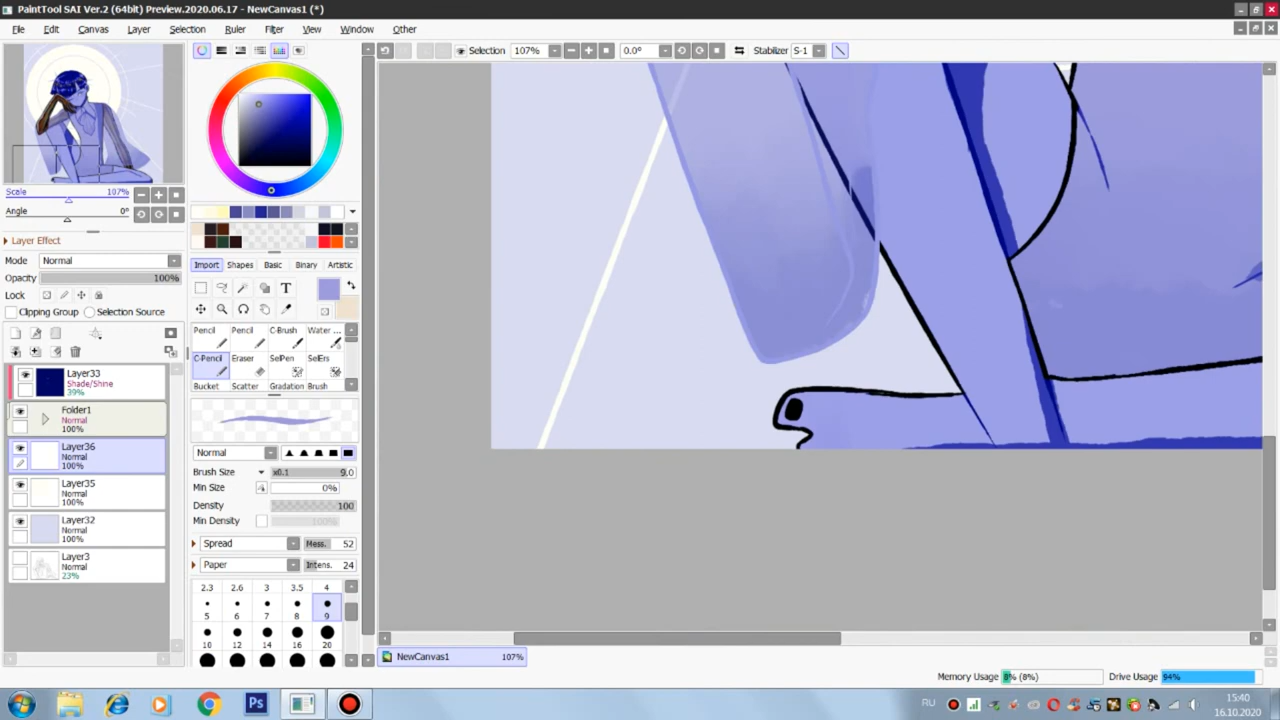 PaintTool SAI Ver.2 (64bit) Preview.2020.06.17 - NewCanvas1 (*)
File Edit Canvas Layer Selection Ruler Filter View Window Other
Selection 107% 0.0° Stabilizer S-1
Scale 107%
Angle 0°
Layer Effect
Mode Normal
Opacity 100%
Lock
Clipping Group Selection Source
Layer33
Shade/Shine
39%
Folder1
Normal
100%
Layer36
Normal
100%
Layer35
Normal
100%
Layer32
Normal
100%
Layer3
Normal
23%
Import Shapes Basic Binary Artistic
T
Pencil Pencil C-Brush Water ...
C-Pencil Eraser SelPen SelErs
Bucket Scatter Gradation Brush
Normal
Brush Size x0.1 9.0
Min Size 0%
Density 100
Min Density 100%
Spread Mess. 52
Paper Intens. 24
2.3 2.6 3 3.5 4
5 6 7 8 9
10 12 14 16 20
NewCanvas1 107%
Memory Usage 8% (8%) Drive Usage 94%
Ps
RU
15:40
16.10.2020